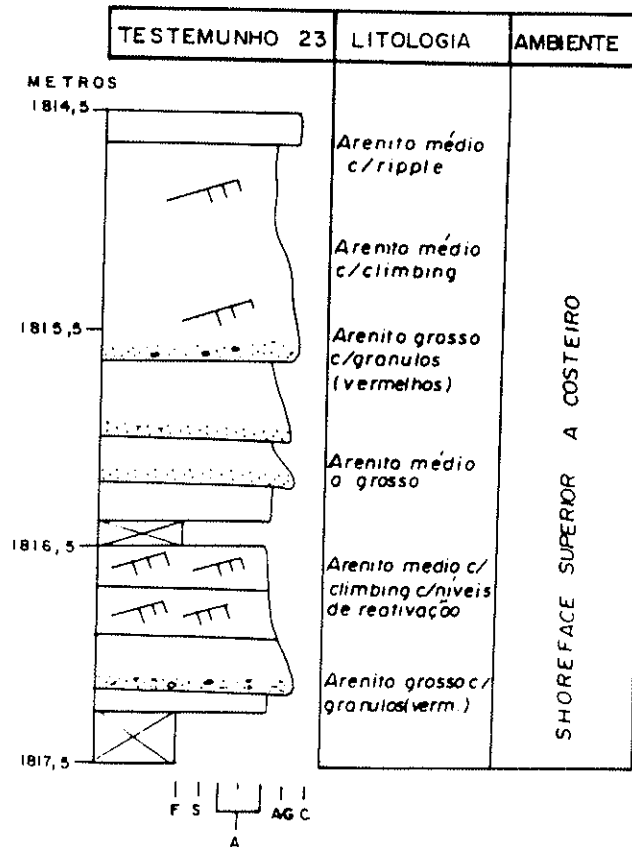 TESTEMUNHO 23
LITOLOGIA
AMBIENTE
METROS
1814,5
Arenito médio
c/ripple
Arenito médio
c/climbing
1815,5
Arenito grosso
c/granulos
(vermelhos)
Arenito médio
a grosso
1816,5
Arenito medio c/
climbing c/níveis
de reativação
Arenito grosso c/
granulos(verm.)
1817,5
SHOREFACE SUPERIOR A COSTEIRO
F S AG C
A